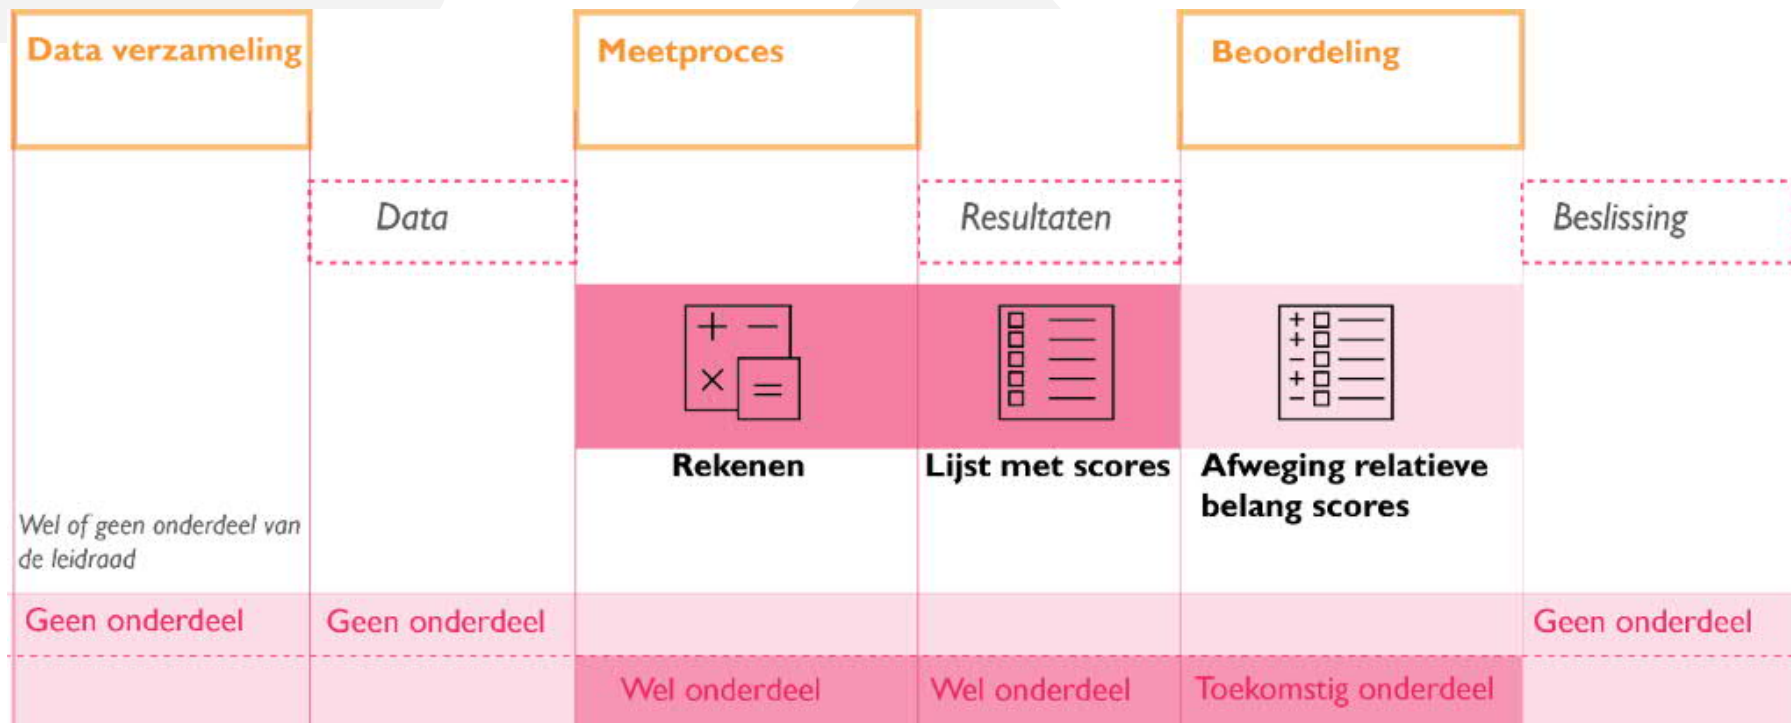 Data verzameling
Meetproces
Beoordeling
Data
Resultaten
Beslissing
+ −
× =
+
+
−
+
−
Rekenen
Lijst met scores
Afweging relatieve
belang scores
Wel of geen onderdeel van
de leidraad
Geen onderdeel
Geen onderdeel
Geen onderdeel
Wel onderdeel
Wel onderdeel
Toekomstig onderdeel